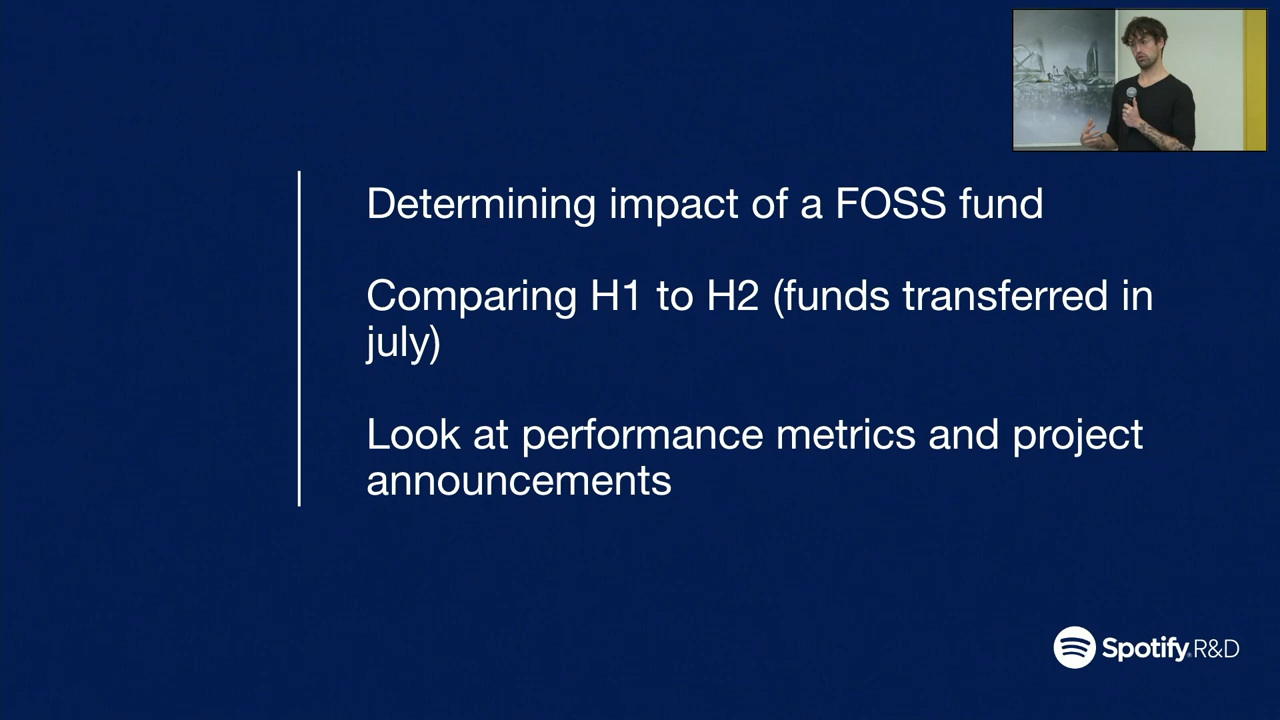 Determining impact of a FOSS fund
Comparing H1 to H2 (funds transferred in
july)
Look at performance metrics and project
announcements
Spotify R&D